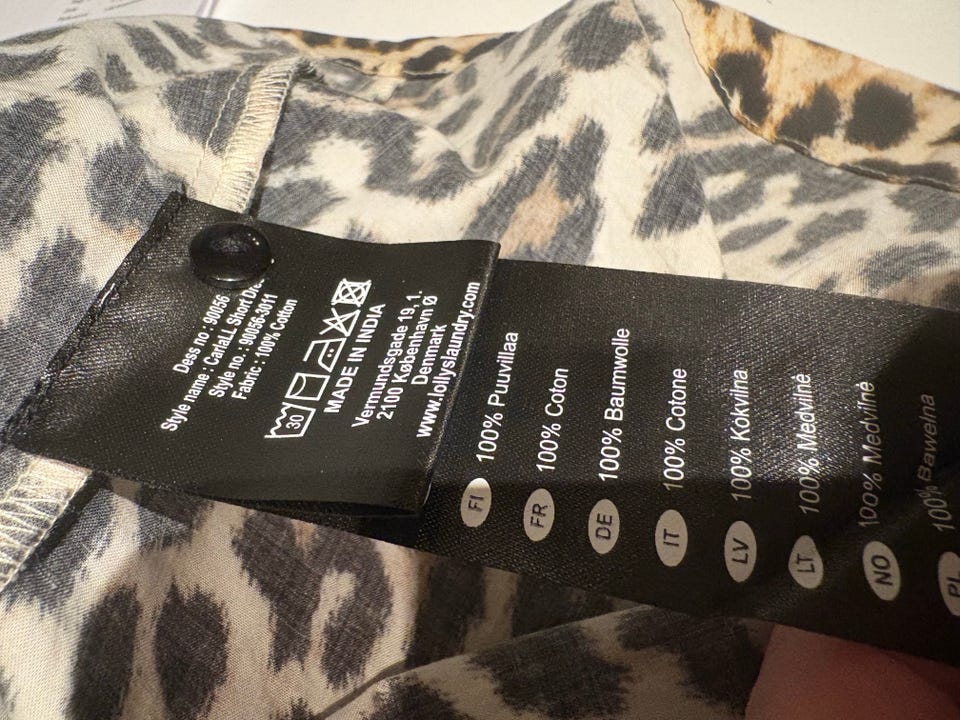 Dess no : 90056
Style name : CarlaLL Short
Style no. : 90056-3011
Fabric : 100% Cotton
30
MADE IN INDIA
Vermundsgade 19, 1.
2100 København Ø
Denmark
www.lollyslaundry.com
FI 100% Puuvillaa
FR 100% Coton
DE 100% Baumwolle
IT 100% Cotone
LV 100% Kokvilna
LT 100% Medvilnė
NO 100% Medvilnė
PL 100% Bawełna